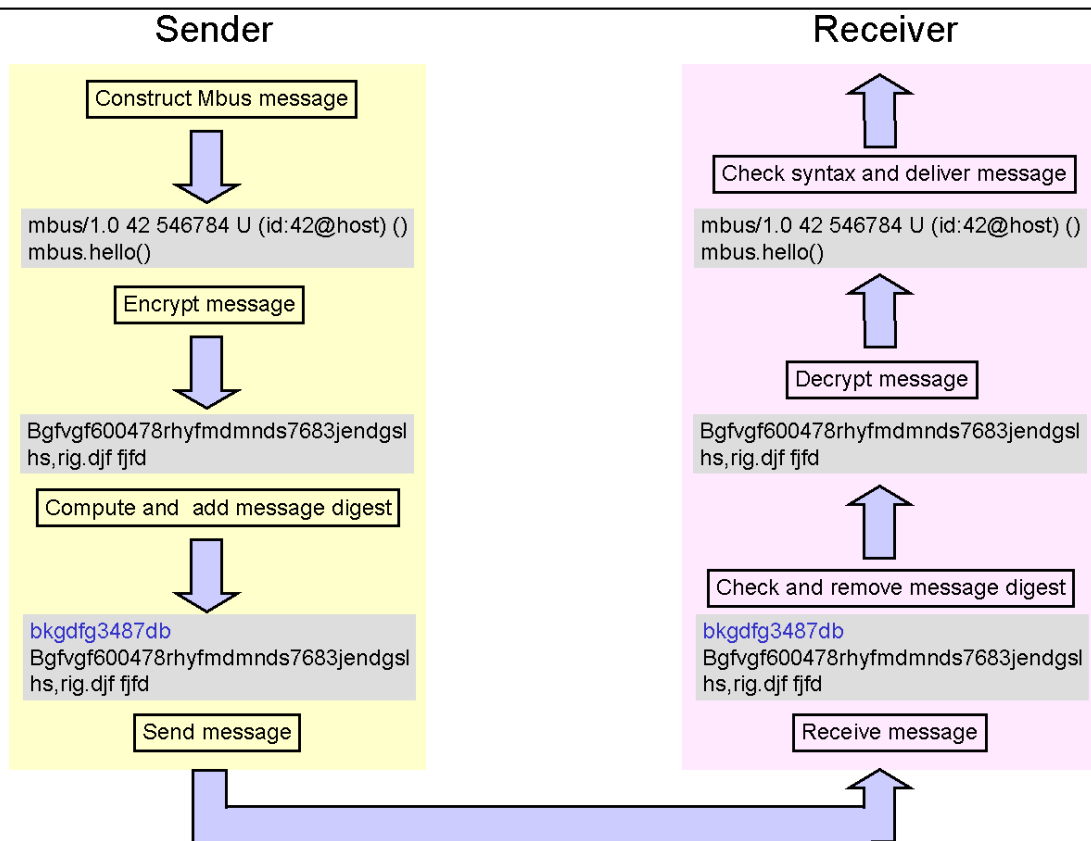 Sender
Construct Mbus message
mbus/1.0 42 546784 U (id:42@host) ()
mbus.hello()
Encrypt message
Bgfvgf600478rhyfmdmnds7683jendgsl
hs,rig.djf fjfd
Compute and  add message digest
bkgdfg3487db
Bgfvgf600478rhyfmdmnds7683jendgsl
hs,rig.djf fjfd
Send message
Receiver
Check syntax and deliver message
mbus/1.0 42 546784 U (id:42@host) ()
mbus.hello()
Decrypt message
Bgfvgf600478rhyfmdmnds7683jendgsl
hs,rig.djf fjfd
Check and remove message digest
bkgdfg3487db
Bgfvgf600478rhyfmdmnds7683jendgsl
hs,rig.djf fjfd
Receive message